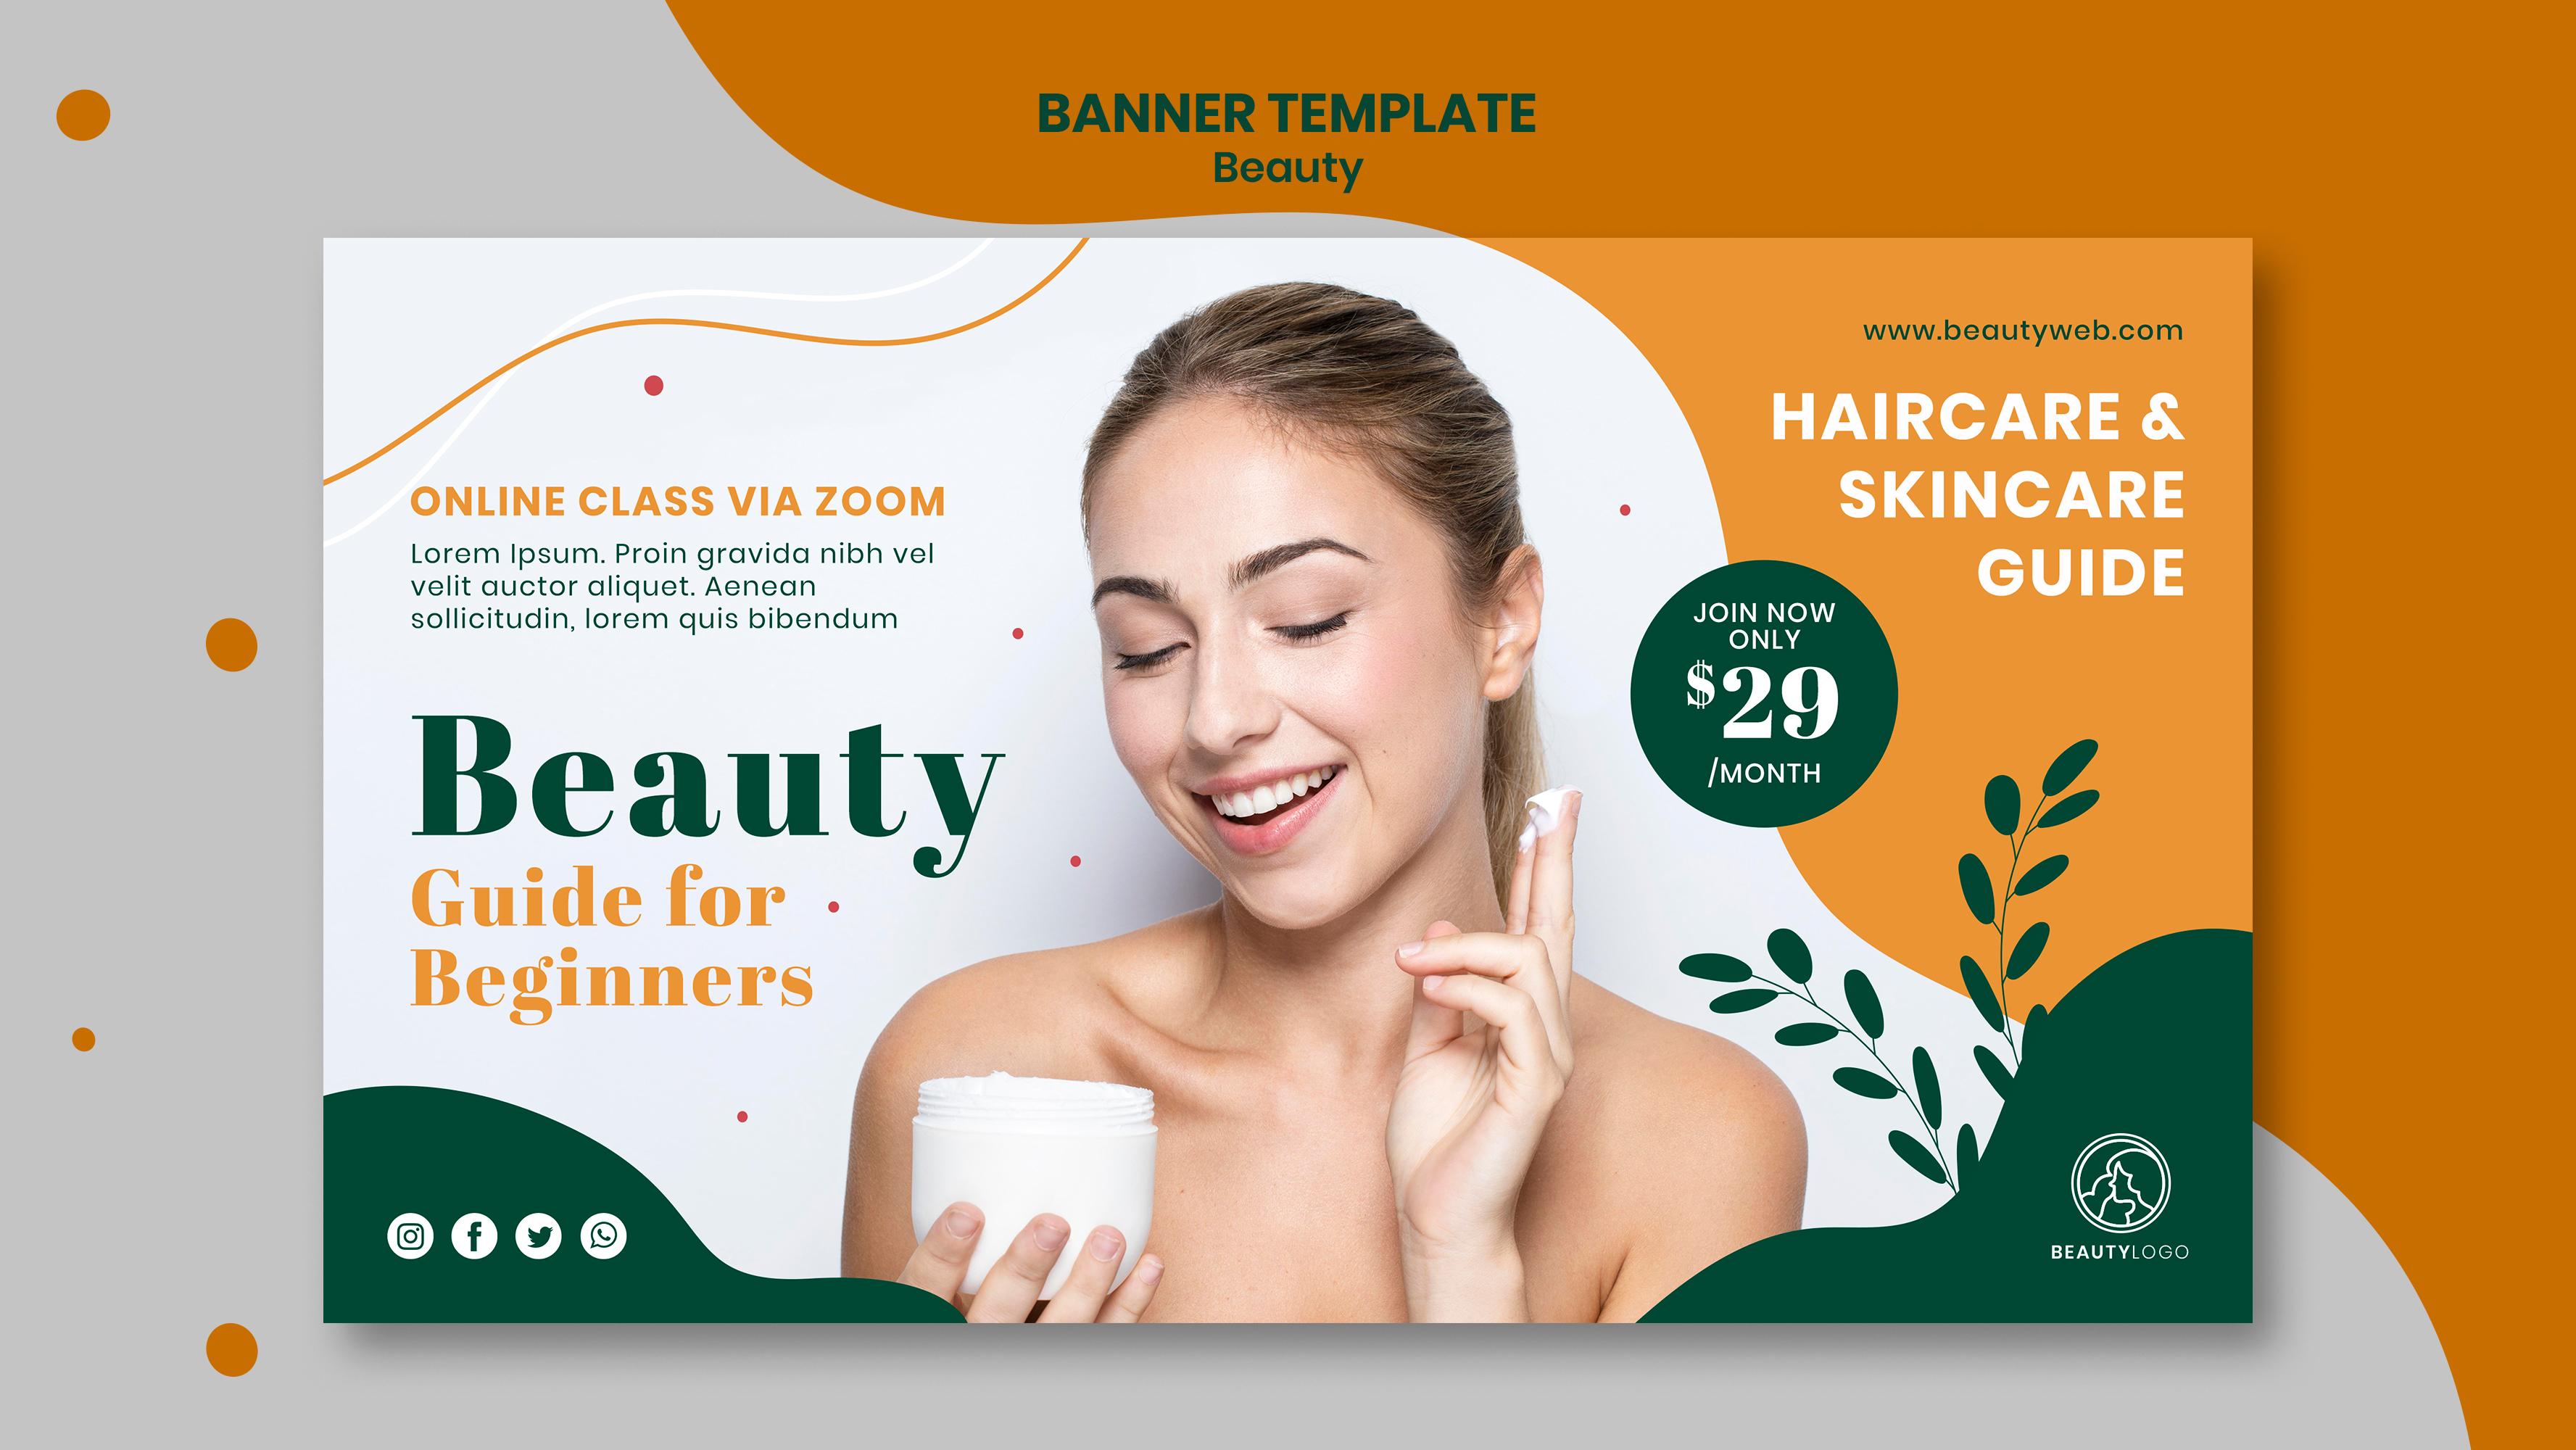 BANNER TEMPLATE
Beauty
www.beautyweb.com
HAIRCARE &
SKINCARE
GUIDE
ONLINE CLASS VIA ZOOM
Lorem Ipsum. Proin gravida nibh vel
velit auctor aliquet. Aenean
sollicitudin, lorem quis bibendum
JOIN NOW
ONLY
$29
/MONTH
Beauty
Guide for
Beginners
BEAUTYLOGO